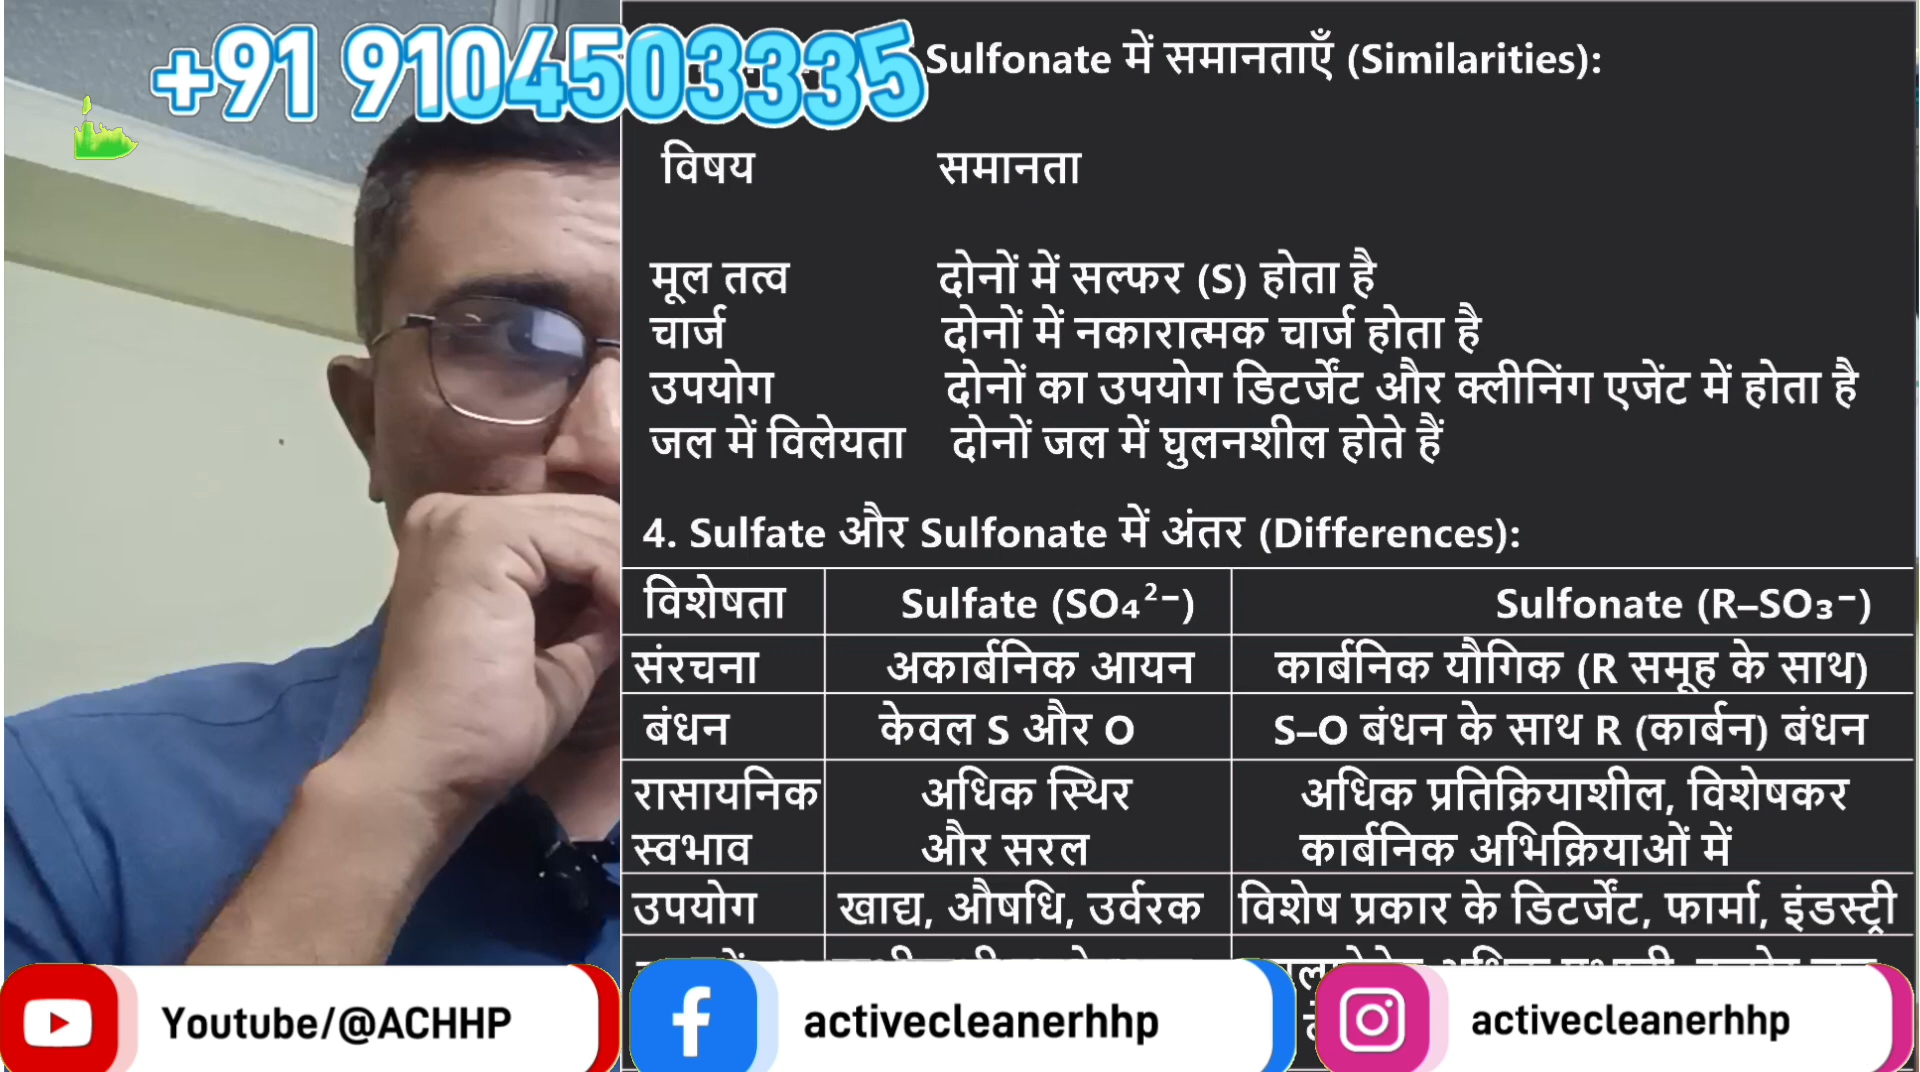 +91 9104503335
Sulfonate में समानताएँ (Similarities):
विषय समानता
मूल तत्व दोनों में सल्फर (S) होता है
चार्ज दोनों में नकारात्मक चार्ज होता है
उपयोग दोनों का उपयोग डिटर्जेंट और क्लीनिंग एजेंट में होता है
जल में विलेयता दोनों जल में घुलनशील होते हैं
4. Sulfate और Sulfonate में अंतर (Differences):
विशेषता Sulfate (SO₄²⁻) Sulfonate (R–SO₃⁻)
संरचना अकार्बनिक आयन कार्बनिक यौगिक (R समूह के साथ)
बंधन केवल S और O S–O बंधन के साथ R (कार्बन) बंधन
रासायनिक अधिक स्थिर अधिक प्रतिक्रियाशील, विशेषकर
स्वभाव और सरल कार्बनिक अभिक्रियाओं में
उपयोग खाद्य, औषधि, उर्वरक विशेष प्रकार के डिटर्जेंट, फार्मा, इंडस्ट्री
Youtube/@ACHHP activecleanerhhp activecleanerhhp